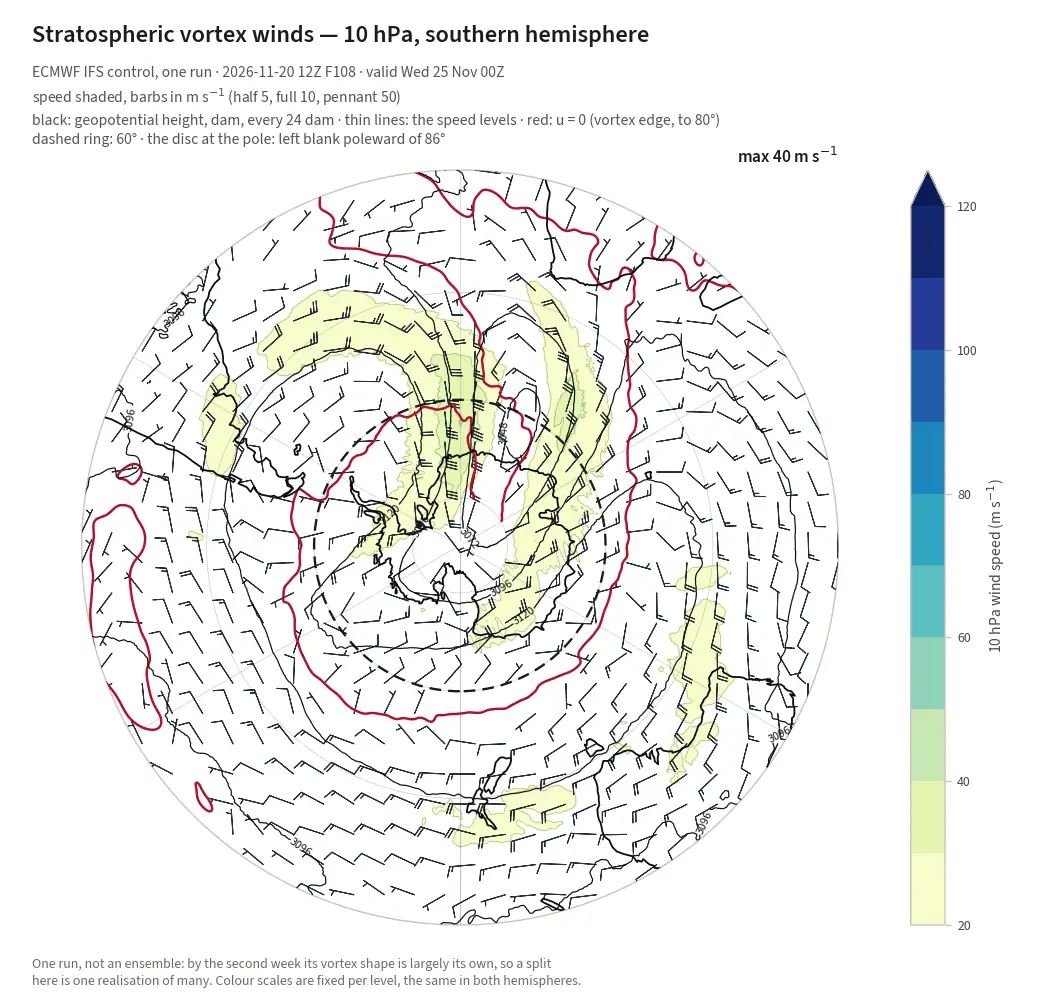 Stratospheric vortex winds — 10 hPa, southern hemisphere
ECMWF IFS control, one run · 2026-11-20 12Z F108 · valid Wed 25 Nov 00Z
speed shaded, barbs in m s⁻¹ (half 5, full 10, pennant 50)
black: geopotential height, dam, every 24 dam · thin lines: the speed levels · red: u = 0 (vortex edge, to 80°)
dashed ring: 60° · the disc at the pole: left blank poleward of 86°
max 40 m s⁻¹
120
100
80
60
40
20
10 hPa wind speed (m s⁻¹)
3096
3096
3048
3096
3120
3096
3096
3096
One run, not an ensemble: by the second week its vortex shape is largely its own, so a split
here is one realisation of many. Colour scales are fixed per level, the same in both hemispheres.